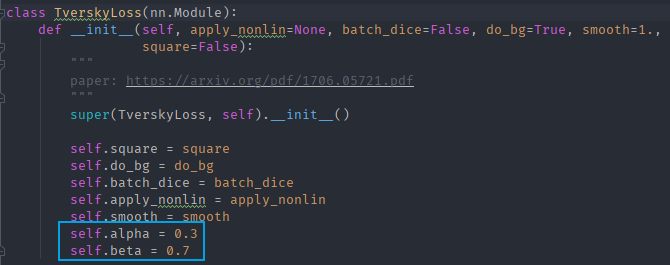 class TverskyLoss(nn.Module):
def __init__(self, apply_nonlin=None, batch_dice=False, do_bg=True, smooth=1.,
square=False):
"""
paper: https://arxiv.org/pdf/1706.05721.pdf
"""
super(TverskyLoss, self).__init__()
self.square = square
self.do_bg = do_bg
self.batch_dice = batch_dice
self.apply_nonlin = apply_nonlin
self.smooth = smooth
self.alpha = 0.3
self.beta = 0.7